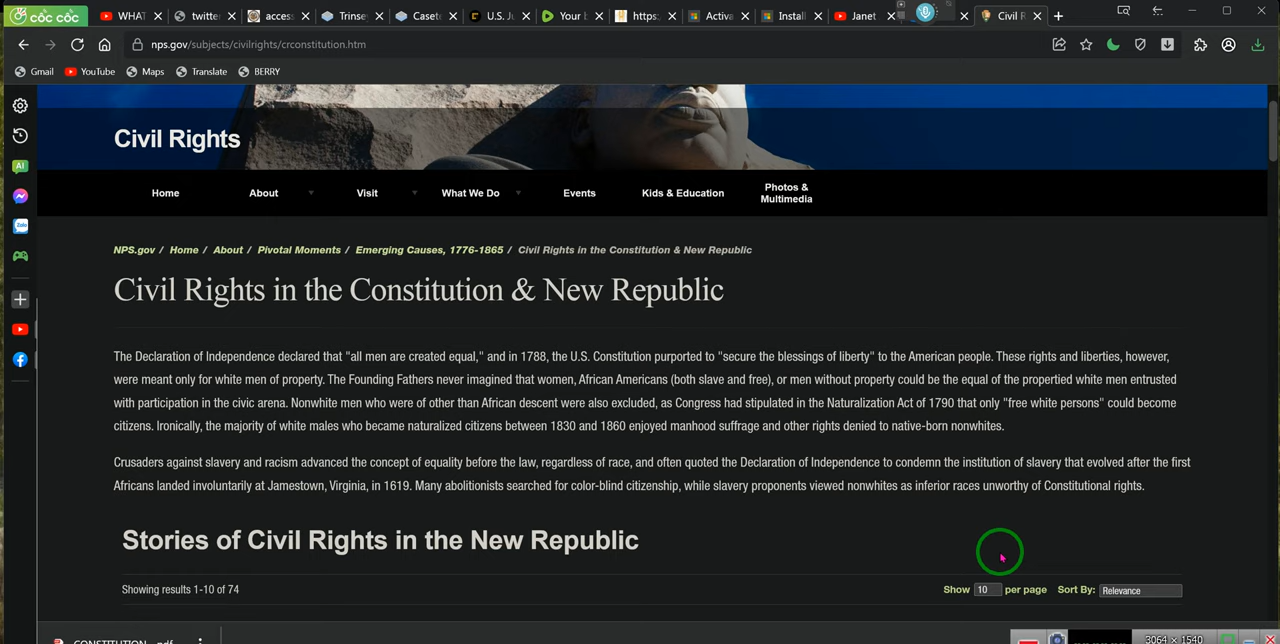 cốc cốc
WHAT
twitter
access
Trinse
Caset
U.S. Ju
Your b
https:
Activa
Install
Janet
Civil R
nps.gov/subjects/civilrights/crconstitution.htm
Gmail
YouTube
Maps
Translate
BERRY
AI
Zalo
Civil Rights
Home
About
Visit
What We Do
Events
Kids & Education
Photos &
Multimedia
NPS.gov / Home / About / Pivotal Moments / Emerging Causes, 1776-1865 / Civil Rights in the Constitution & New Republic
Civil Rights in the Constitution & New Republic
The Declaration of Independence declared that "all men are created equal," and in 1788, the U.S. Constitution purported to "secure the blessings of liberty" to the American people. These rights and liberties, however,
were meant only for white men of property. The Founding Fathers never imagined that women, African Americans (both slave and free), or men without property could be the equal of the propertied white men entrusted
with participation in the civic arena. Nonwhite men who were of other than African descent were also excluded, as Congress had stipulated in the Naturalization Act of 1790 that only "free white persons" could become
citizens. Ironically, the majority of white males who became naturalized citizens between 1830 and 1860 enjoyed manhood suffrage and other rights denied to native-born nonwhites.
Crusaders against slavery and racism advanced the concept of equality before the law, regardless of race, and often quoted the Declaration of Independence to condemn the institution of slavery that evolved after the first
Africans landed involuntarily at Jamestown, Virginia, in 1619. Many abolitionists searched for color-blind citizenship, while slavery proponents viewed nonwhites as inferior races unworthy of Constitutional rights.
Stories of Civil Rights in the New Republic
Showing results 1-10 of 74
Show 10 per page Sort By: Relevance
CONSTITUTION .pdf
3064 × 1540